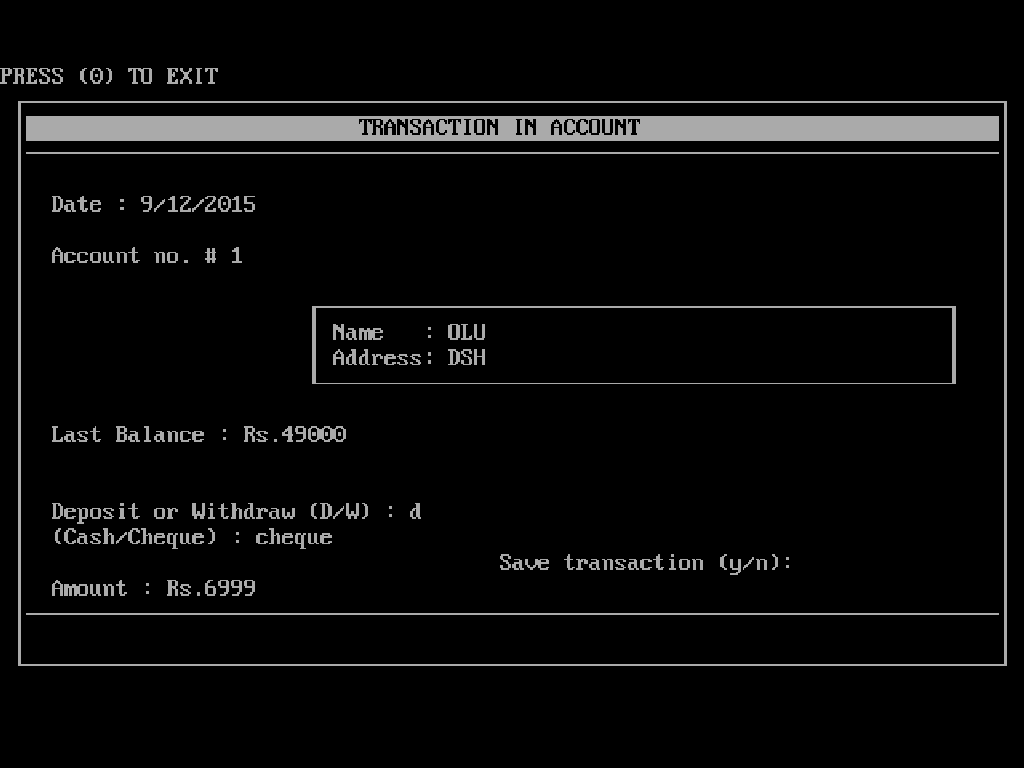 PRESS (0) TO EXIT
TRANSACTION IN ACCOUNT
Date : 9/12/2015
Account no. # 1
Name   : OLU
Address: DSH
Last Balance : Rs.49000
Deposit or Withdraw (D/W) : d
(Cash/Cheque) : cheque
Save transaction (y/n):
Amount : Rs.6999